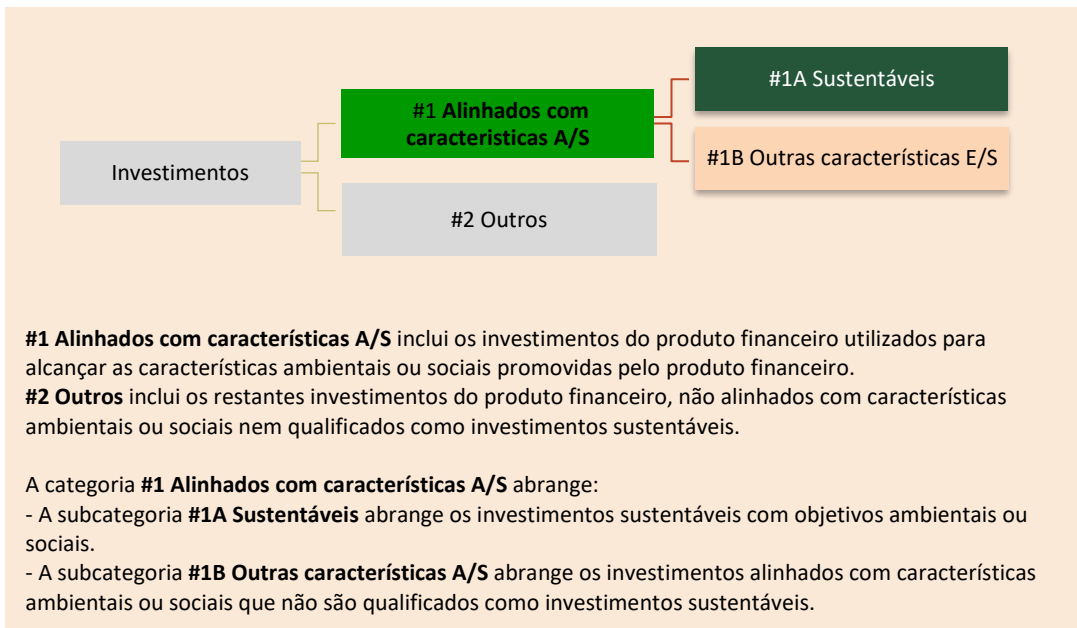 #1A Sustentáveis
#1 Alinhados com
caracteristicas A/S
#1B Outras características E/S
Investimentos
#2 Outros
#1 Alinhados com características A/S inclui os investimentos do produto financeiro utilizados para
alcançar as características ambientais ou sociais promovidas pelo produto financeiro.
#2 Outros inclui os restantes investimentos do produto financeiro, não alinhados com características
ambientais ou sociais nem qualificados como investimentos sustentáveis.
A categoria #1 Alinhados com características A/S abrange:
- A subcategoria #1A Sustentáveis abrange os investimentos sustentáveis com objetivos ambientais ou
sociais.
- A subcategoria #1B Outras características A/S abrange os investimentos alinhados com características
ambientais ou sociais que não são qualificados como investimentos sustentáveis.